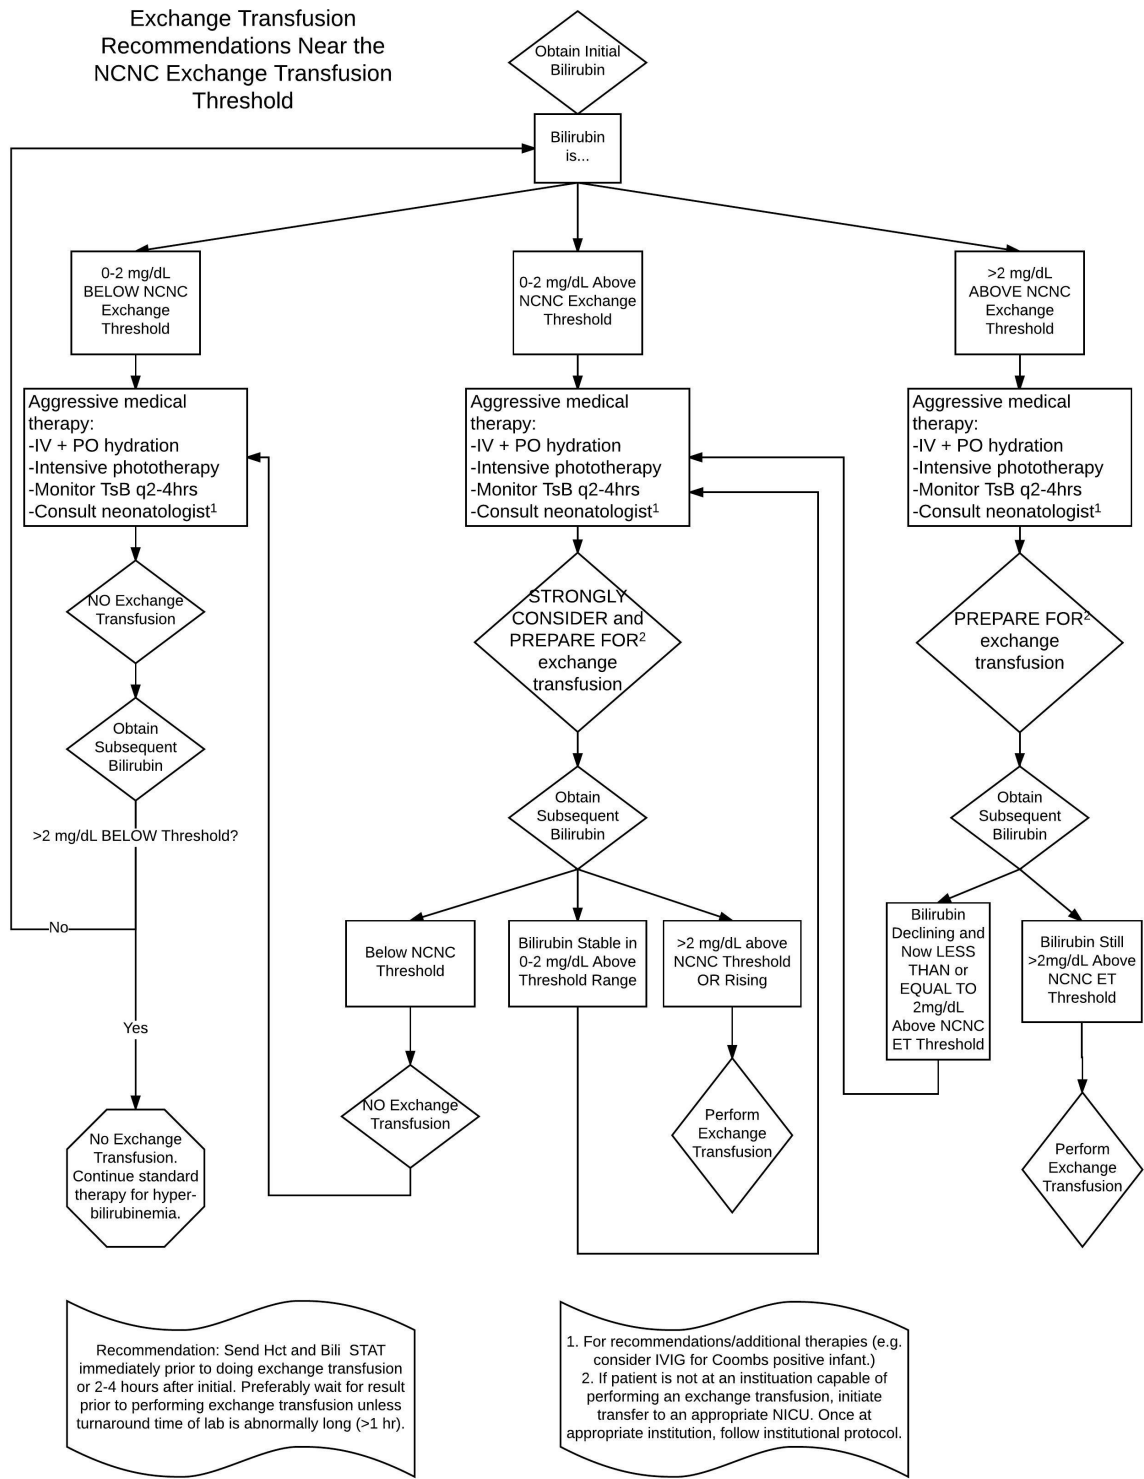 Exchange Transfusion
Recommendations Near the
NCNC Exchange Transfusion
Threshold
Obtain Initial
Bilirubin
Bilirubin
is...
0-2 mg/dL
BELOW NCNC
Exchange
Threshold
0-2 mg/dL Above
NCNC Exchange
Threshold
>2 mg/dL
ABOVE NCNC
Exchange
Threshold
Aggressive medical
therapy:
-IV + PO hydration
-Intensive phototherapy
-Monitor TsB q2-4hrs
-Consult neonatologist¹
Aggressive medical
therapy:
-IV + PO hydration
-Intensive phototherapy
-Monitor TsB q2-4hrs
-Consult neonatologist¹
Aggressive medical
therapy:
-IV + PO hydration
-Intensive phototherapy
-Monitor TsB q2-4hrs
-Consult neonatologist¹
NO Exchange
Transfusion
STRONGLY
CONSIDER and
PREPARE FOR²
exchange
transfusion
PREPARE FOR²
exchange
transfusion
Obtain
Subsequent
Bilirubin
Obtain
Subsequent
Bilirubin
Obtain
Subsequent
Bilirubin
>2 mg/dL BELOW Threshold?
No
Yes
Below NCNC
Threshold
Bilirubin Stable in
0-2 mg/dL Above
Threshold Range
>2 mg/dL above
NCNC Threshold
OR Rising
Bilirubin
Declining and
Now LESS
THAN or
EQUAL TO
2mg/dL
Above NCNC
ET Threshold
Bilirubin Still
>2mg/dL Above
NCNC ET
Threshold
NO Exchange
Transfusion
Perform
Exchange
Transfusion
Perform
Exchange
Transfusion
No Exchange
Transfusion.
Continue standard
therapy for hyper-
bilirubinemia.
Recommendation: Send Hct and Bili STAT
immediately prior to doing exchange transfusion
or 2-4 hours after initial. Preferably wait for result
prior to performing exchange transfusion unless
turnaround time of lab is abnormally long (>1 hr).
1. For recommendations/additional therapies (e.g.
consider IVIG for Coombs positive infant.)
2. If patient is not at an instituation capable of
performing an exchange transfusion, initiate
transfer to an appropriate NICU. Once at
appropriate institution, follow institutional protocol.